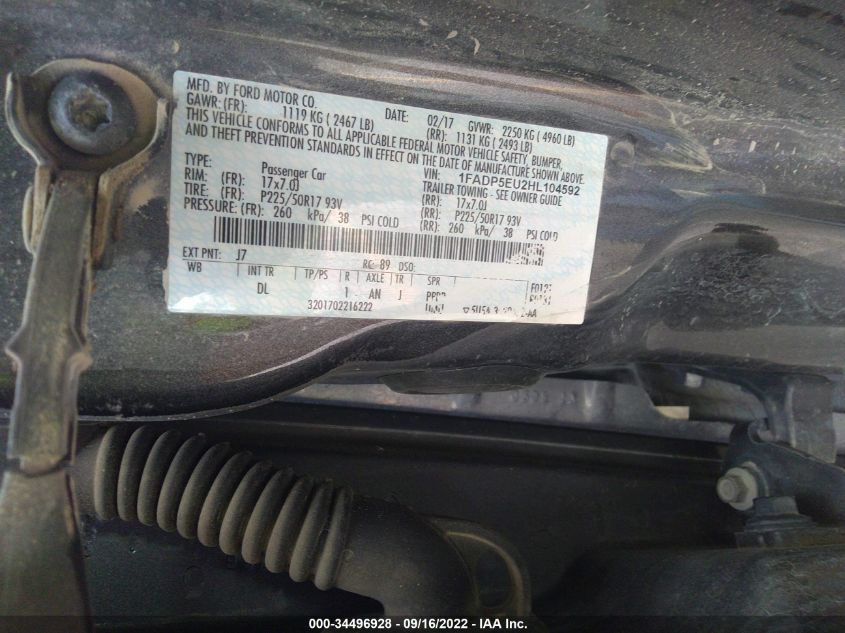 MFD. BY FORD MOTOR CO. DATE: 02/17 GVWR: 2250 KG ( 4960 LB)
GAWR: (FR): 1119 KG ( 2467 LB) (RR): 1131 KG ( 2493 LB)
THIS VEHICLE CONFORMS TO ALL APPLICABLE FEDERAL MOTOR VEHICLE SAFETY, BUMPER,
AND THEFT PREVENTION STANDARDS IN EFFECT ON THE DATE OF MANUFACTURE SHOWN ABOVE.
VIN: 1FADP5EU2HL104592
TYPE: Passenger Car TRAILER TOWING - SEE OWNER GUIDE
RIM: (FR): 17x7.0J (RR): 17x7.0J
TIRE: (FR): P225/50R17 93V (RR): P225/50R17 93V
PRESSURE: (FR): 260 kPa/ 38 PSI COLD (RR): 260 kPa/ 38 PSI COLD
EXT PNT: J7 RC: 89 DSO:
WB INT TR TP/PS R AXLE TR SPR
DL 1 AN J
3201702216222
000-34496928 - 09/16/2022 - IAA Inc.